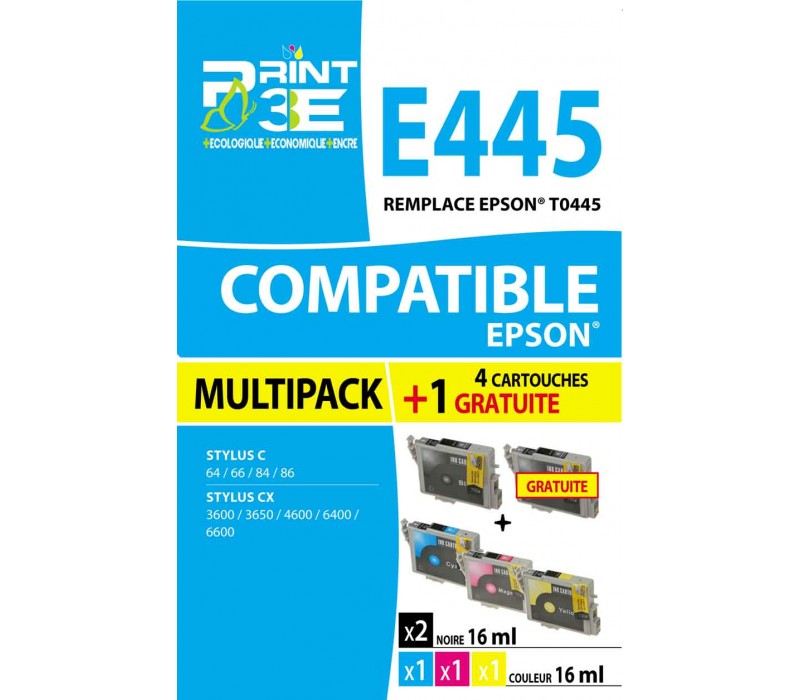 PRINT
3E
+ECOLOGIQUE+ECONOMIQUE+ENCRE
E445
REMPLACE EPSON® T0445
COMPATIBLE
EPSON®
MULTIPACK
4 CARTOUCHES
+1 GRATUITE
STYLUS C
64 / 66 / 84 / 86
STYLUS CX
3600 / 3650 / 4600 / 6400 /
6600
GRATUITE
+
x2 NOIRE 16 ml
x1 x1 x1 COULEUR 16 ml